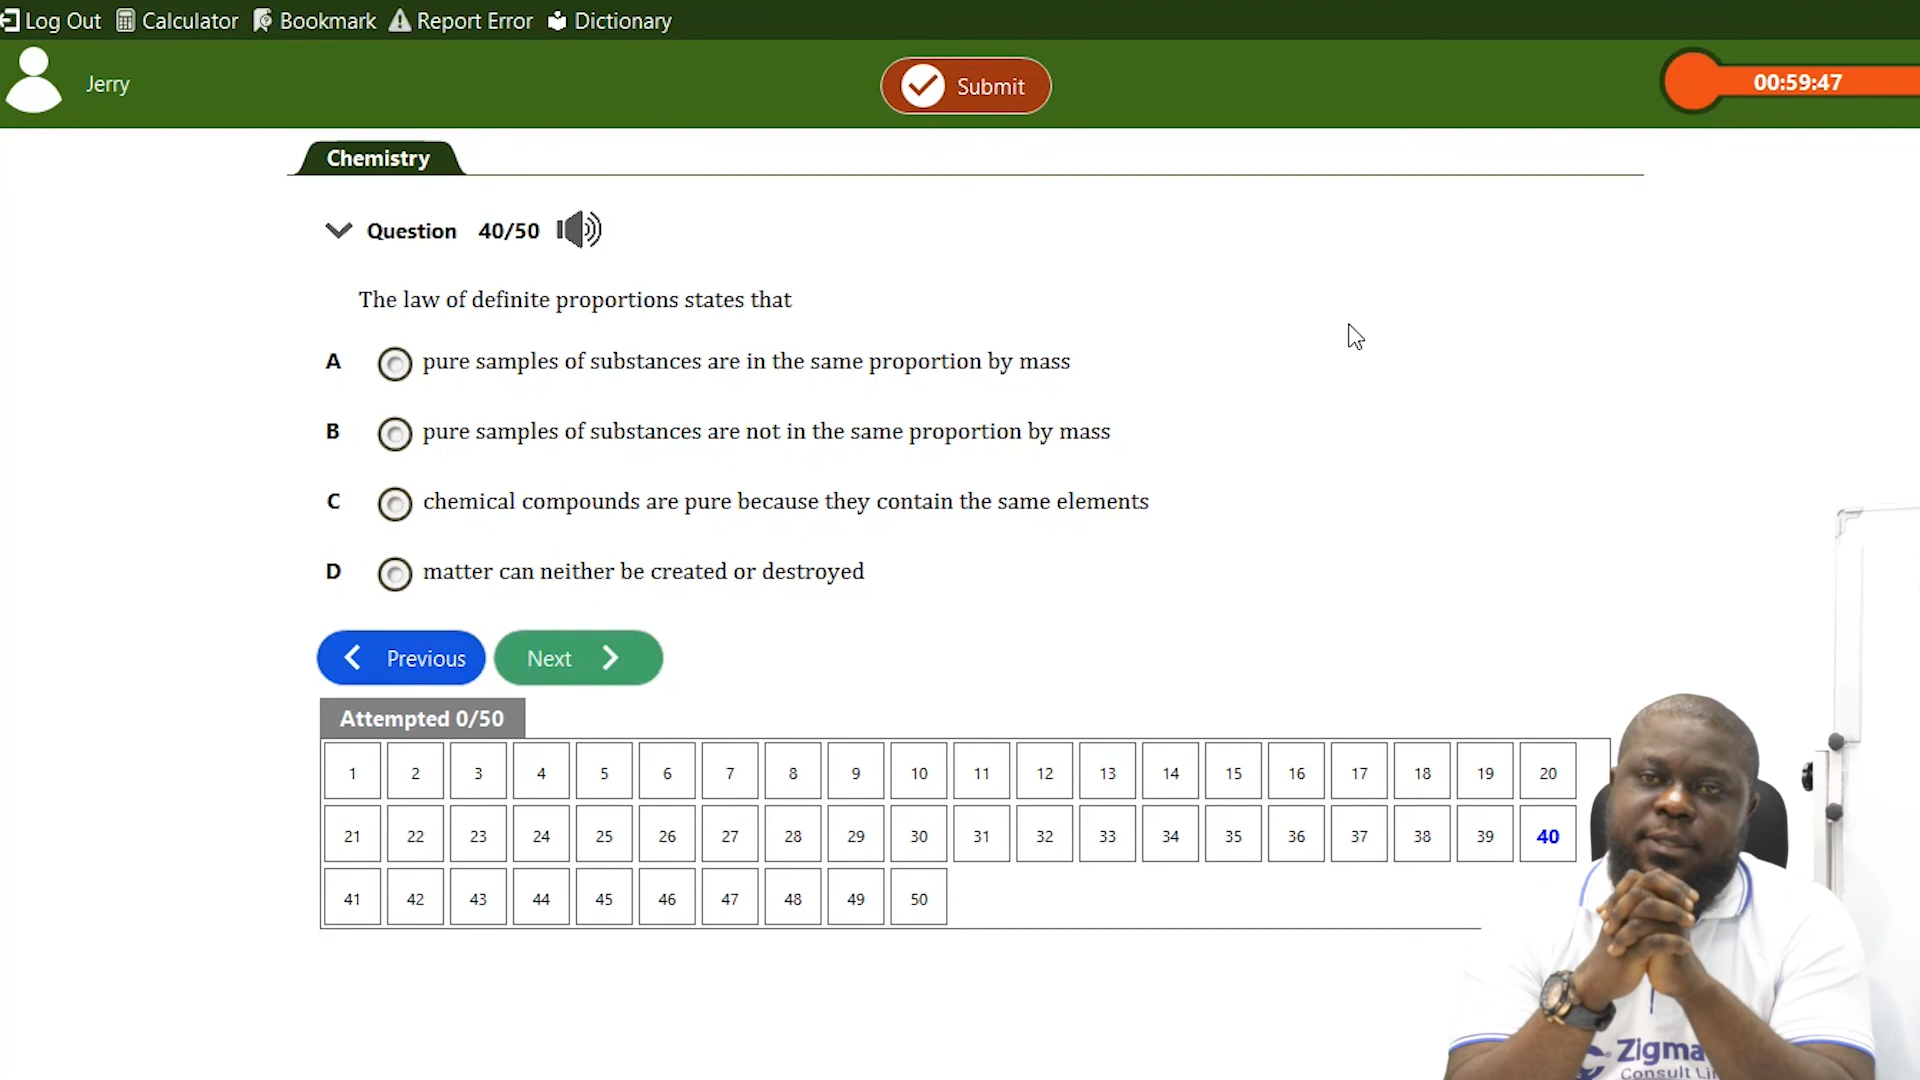 Log Out Calculator Bookmark Report Error Dictionary
Jerry
Submit
00:59:47
Chemistry
Question 40/50
The law of definite proportions states that
A pure samples of substances are in the same proportion by mass
B pure samples of substances are not in the same proportion by mass
C chemical compounds are pure because they contain the same elements
D matter can neither be created or destroyed
Previous Next
Attempted 0/50
1 2 3 4 5 6 7 8 9 10 11 12 13 14 15 16 17 18 19 20
21 22 23 24 25 26 27 28 29 30 31 32 33 34 35 36 37 38 39 40
41 42 43 44 45 46 47 48 49 50
Zigma
Consult